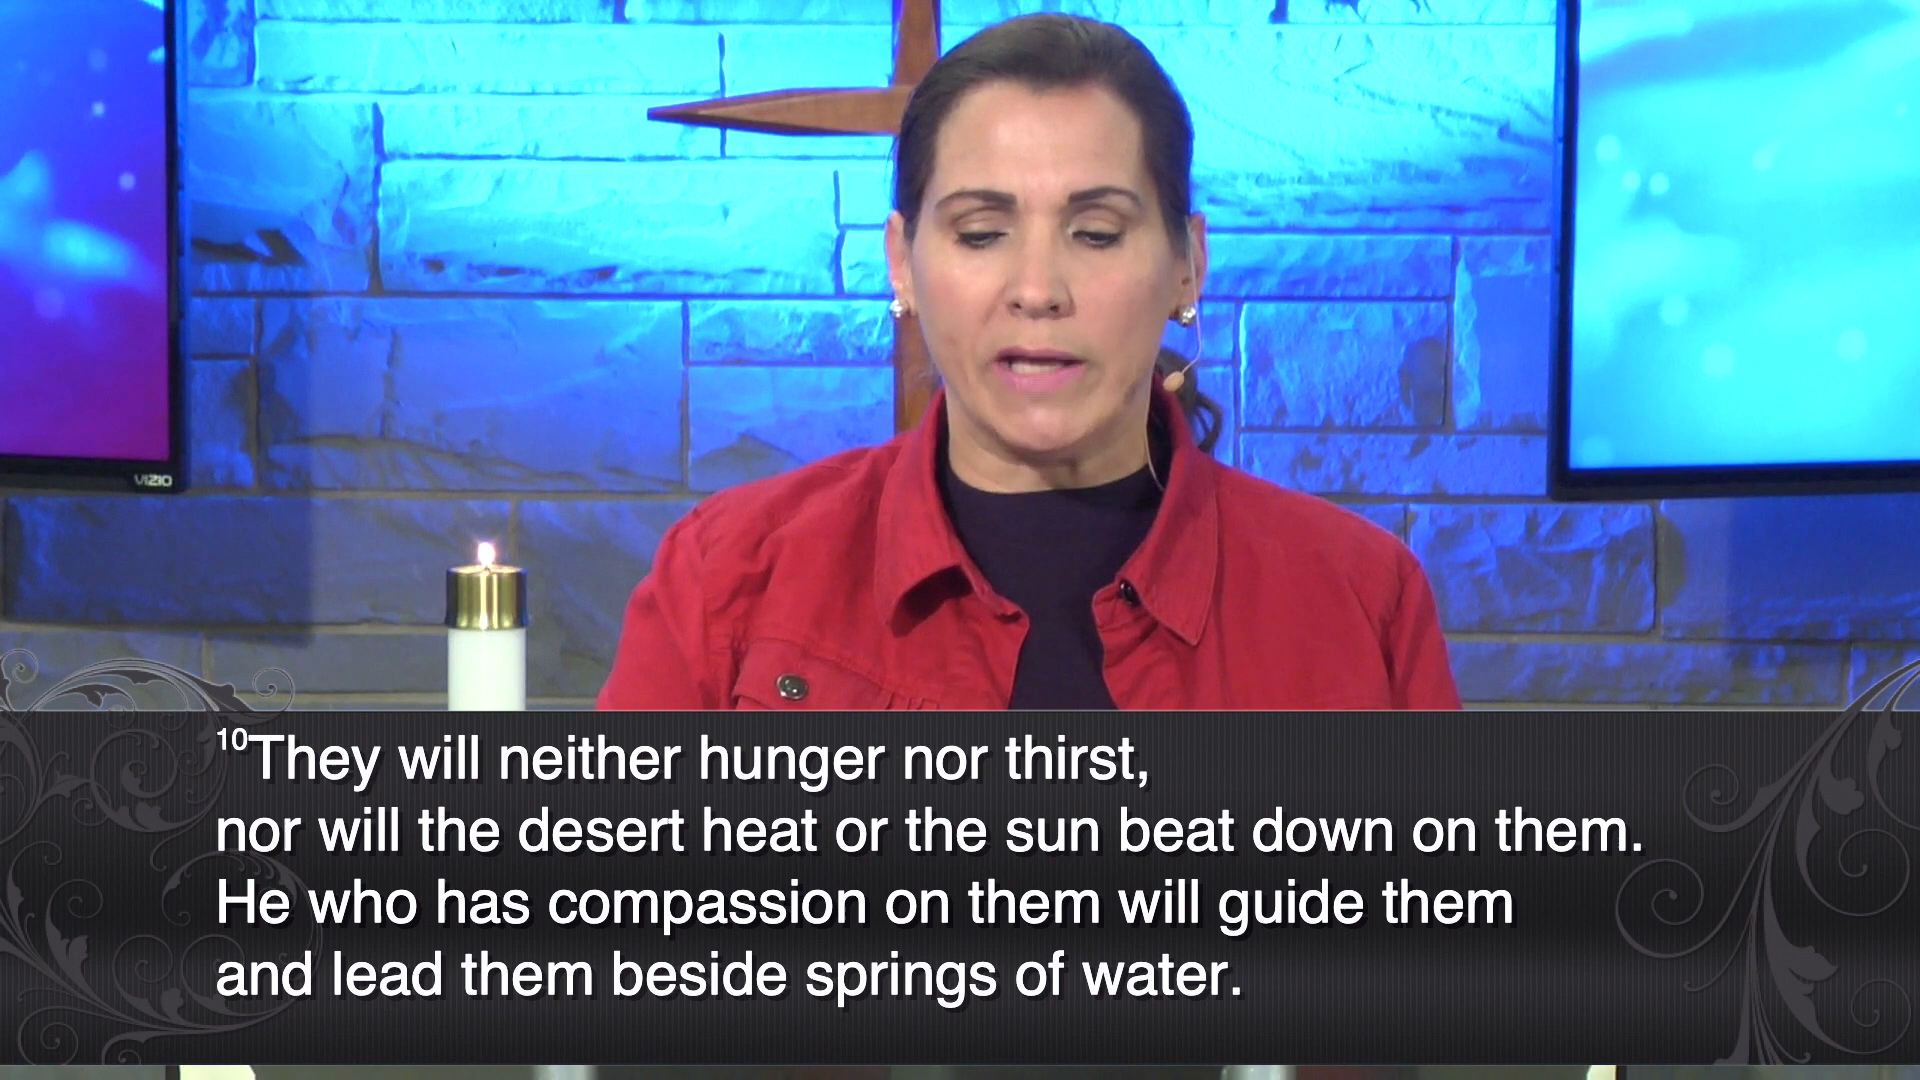 VIZIO
10They will neither hunger nor thirst,
nor will the desert heat or the sun beat down on them.
He who has compassion on them will guide them
and lead them beside springs of water.